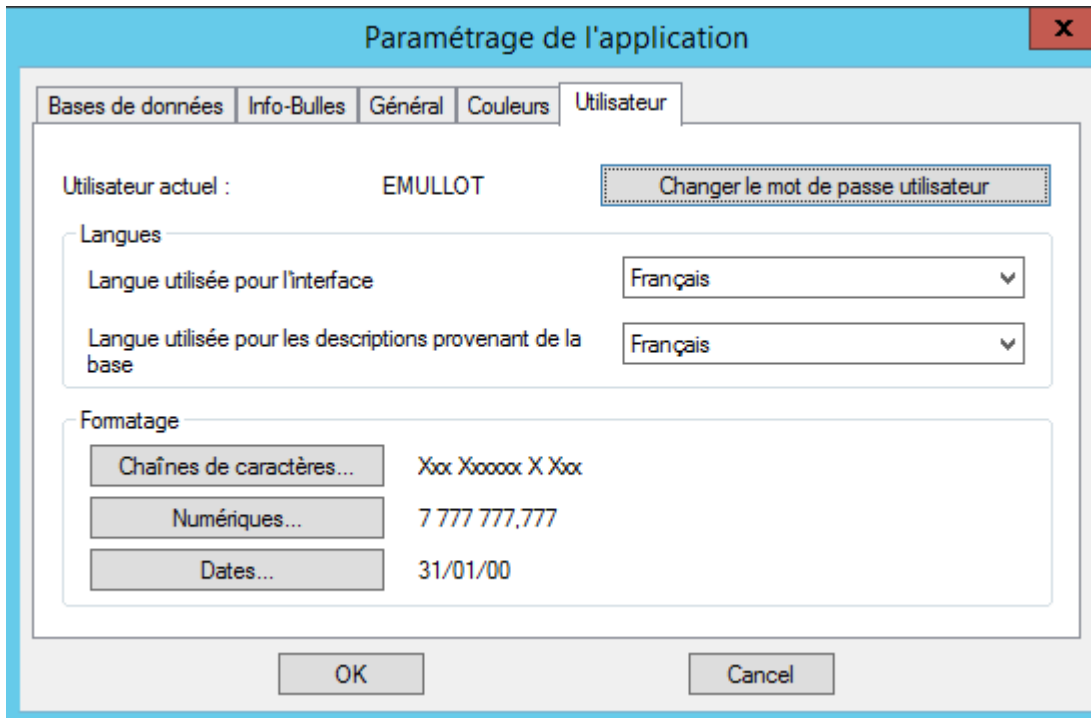 Paramétrage de l'application
x
Bases de données Info-Bulles Général Couleurs Utilisateur
Utilisateur actuel : EMULLOT Changer le mot de passe utilisateur
Langues
Langue utilisée pour l'interface Français
Langue utilisée pour les descriptions provenant de la
base
Français
Formatage
Chaînes de caractères... Xxx Xxxxxx X Xxx
Numériques... 7 777 777,777
Dates... 31/01/00
OK Cancel